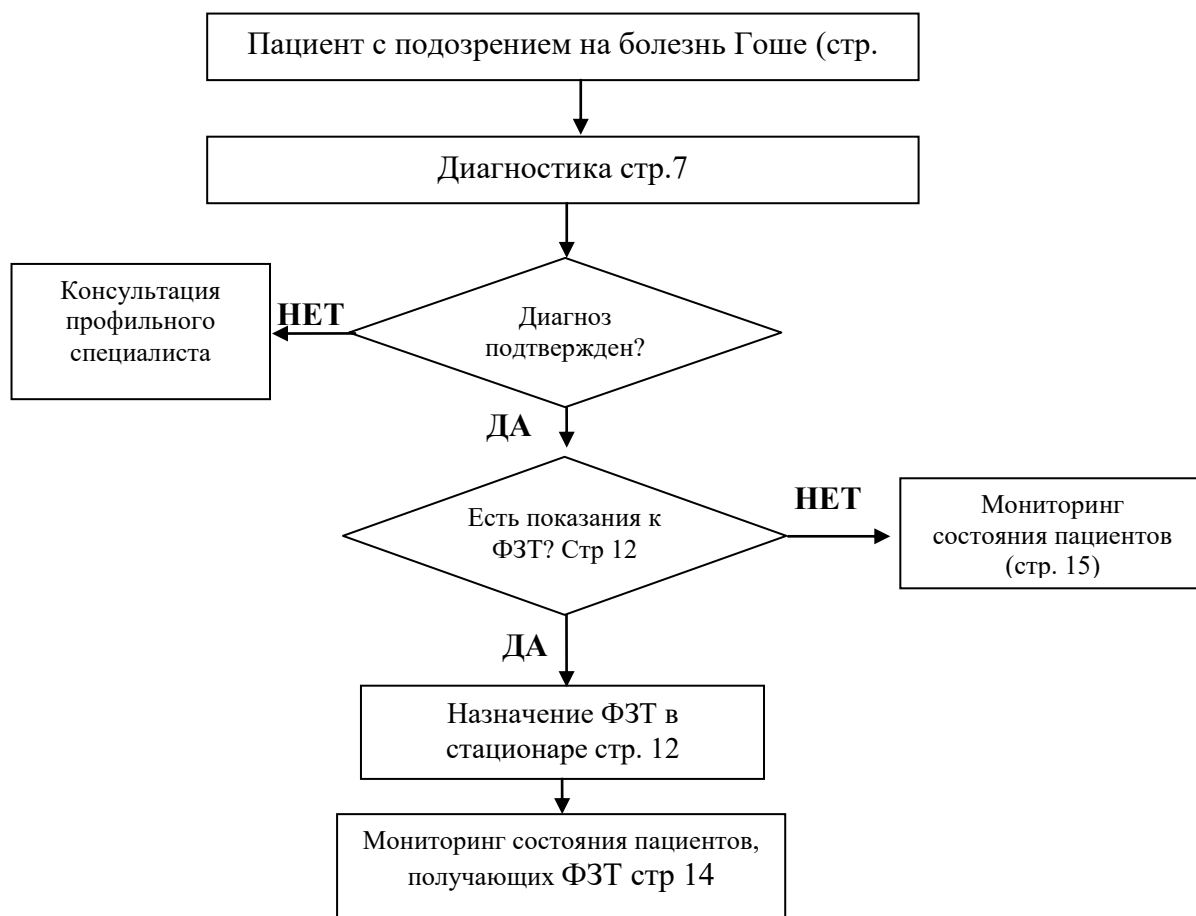 Пациент с подозрением на болезнь Гоше (стр.
Диагностика стр.7
Консультация
профильного
специалиста
НЕТ
Диагноз
подтвержден?
ДА
Есть показания к
ФЗТ? Стр 12
НЕТ
Мониторинг
состояния пациентов
(стр. 15)
ДА
Назначение ФЗТ в
стационаре стр. 12
Мониторинг состояния пациентов,
получающих ФЗТ стр 14